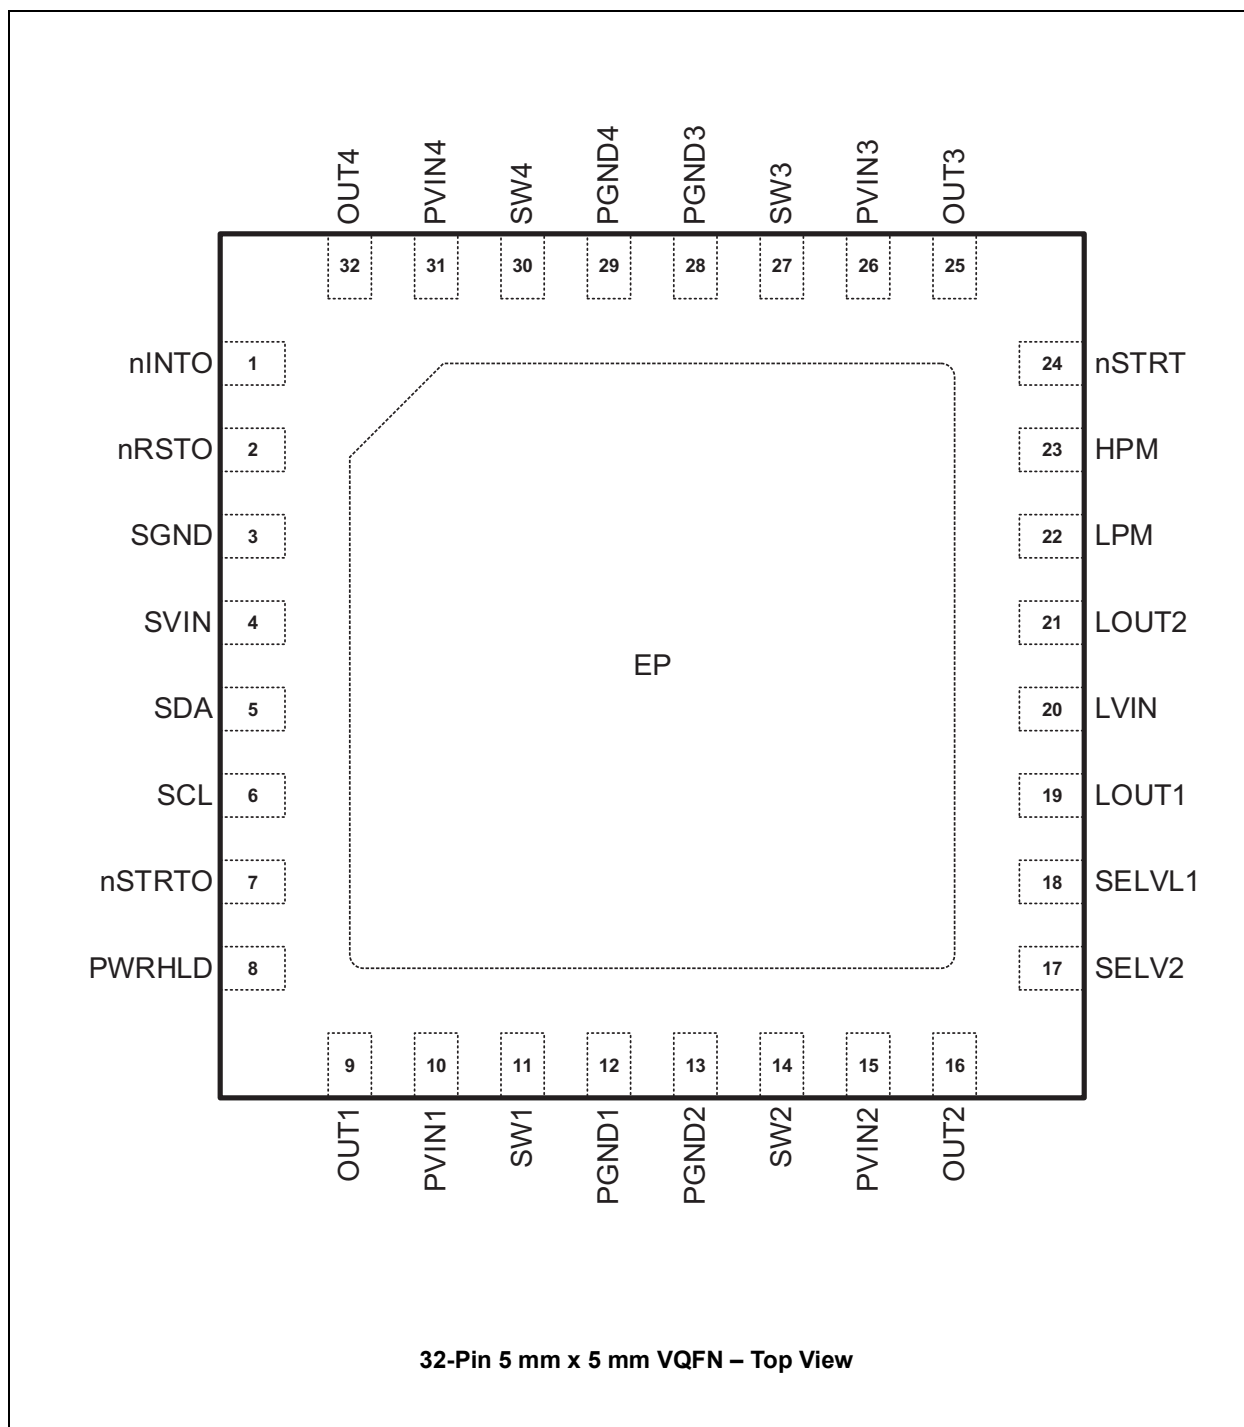 OUT4 PVIN4 SW4 PGND4 PGND3 SW3 PVIN3 OUT3
32 31 30 29 28 27 26 25
nINTO 1 24 nSTRT
nRSTO 2 23 HPM
SGND 3 22 LPM
SVIN 4 21 LOUT2
EP
SDA 5 20 LVIN
SCL 6 19 LOUT1
nSTRTO 7 18 SELVL1
PWRHLD 8 17 SELV2
9 10 11 12 13 14 15 16
OUT1 PVIN1 SW1 PGND1 PGND2 SW2 PVIN2 OUT2
32-Pin 5 mm x 5 mm VQFN – Top View